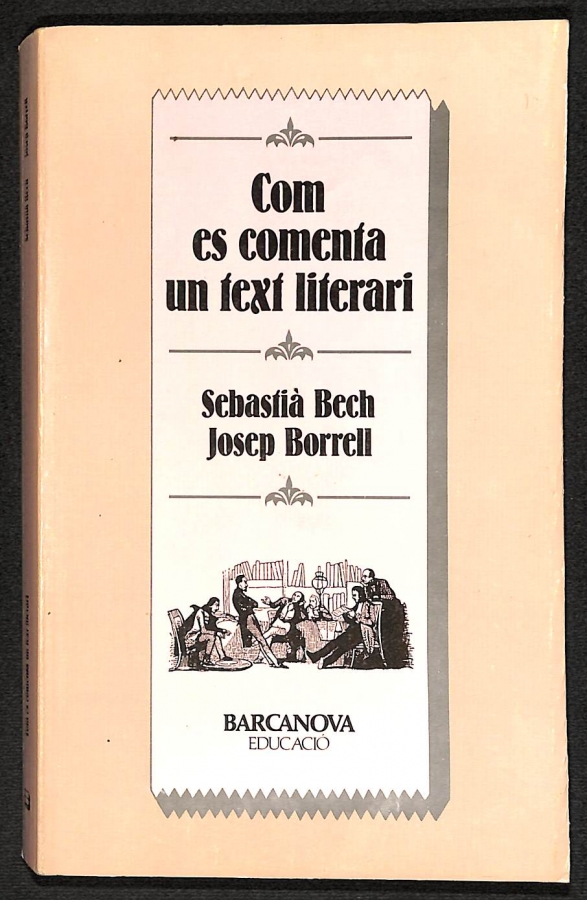 Com
es comenta
un text literari
Sebastià Bech
Josep Borrell
BARCANOVA
EDUCACIÓ